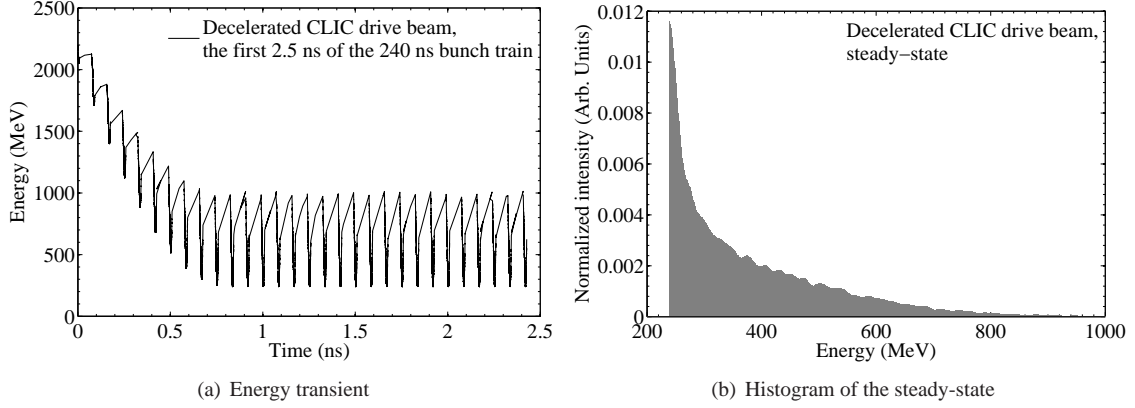 Decelerated CLIC drive beam,
the first 2.5 ns of the 240 ns bunch train
2500
2000
1500
1000
500
0
Energy (MeV)
0 0.5 1 1.5 2 2.5
Time (ns)
(a) Energy transient
Decelerated CLIC drive beam,
steady−state
0.012
0.01
0.008
0.006
0.004
0.002
0
Normalized intensity (Arb. Units)
200 400 600 800 1000
Energy (MeV)
(b) Histogram of the steady-state